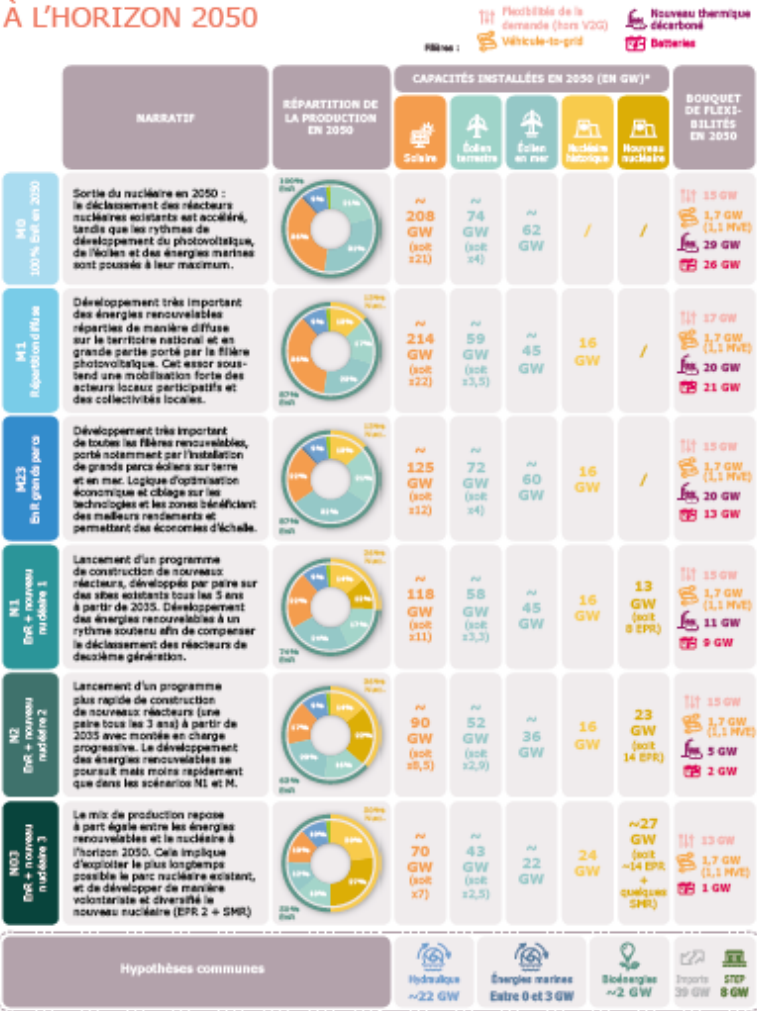 À L'HORIZON 2050
Filières :
Flexibilités de la
demande (hors V2G)
Véhicule-to-grid
Nouveau thermique
décarboné
Batteries
NARRATIF
RÉPARTITION DE
LA PRODUCTION
EN 2050
CAPACITÉS INSTALLÉES EN 2050 (EN GW)*
Solaire
Éolien
terrestre
Éolien
en mer
Nucléaire
historique
Nouveau
nucléaire
BOUQUET
DE FLEXI-
BILITÉS
EN 2050
M0
100% EnR en 2050
Sortie du nucléaire en 2050 :
le déclassement des réacteurs
nucléaires existants est accéléré,
tandis que les rythmes de
développement du photovoltaïque,
de l'éolien et des énergies marines
sont poussés à leur maximum.
100%
EnR
~
208
GW
(soit
x21)
~
74
GW
(soit
x4)
~
62
GW
/
/
15 GW
1,7 GW
(1,1 MVE)
29 GW
26 GW
M1
Répartition diffuse
Développement très important
des énergies renouvelables
réparties de manière diffuse
sur le territoire national et en
grande partie porté par la filière
photovoltaïque. Cet essor sous-
tend une mobilisation forte des
acteurs locaux participatifs et
des collectivités locales.
13%
Nuc.
87%
EnR
~
214
GW
(soit
x22)
~
59
GW
(soit
x3,5)
~
45
GW
16
GW
/
17 GW
1,7 GW
(1,1 MVE)
20 GW
21 GW
M23
EnR grands parcs
Développement très important
de toutes les filières renouvelables,
porté notamment par l'installation
de grands parcs éoliens sur terre
et en mer. Logique d'optimisation
économique et ciblage sur les
technologies et les zones bénéficiant
des meilleurs rendements et
permettant des économies d'échelle.
13%
Nuc.
87%
EnR
~
125
GW
(soit
x12)
~
72
GW
(soit
x4)
~
60
GW
16
GW
/
15 GW
1,7 GW
(1,1 MVE)
20 GW
13 GW
N1
EnR + nouveau
nucléaire 1
Lancement d'un programme
de construction de nouveaux
réacteurs, développés par paire sur
des sites existants tous les 5 ans
à partir de 2035. Développement
des énergies renouvelables à un
rythme soutenu afin de compenser
le déclassement des réacteurs de
deuxième génération.
26%
Nuc.
74%
EnR
~
118
GW
(soit
x11)
~
58
GW
(soit
x3,3)
~
45
GW
16
GW
13
GW
(soit
8 EPR)
15 GW
1,7 GW
(1,1 MVE)
11 GW
9 GW
N2
EnR + nouveau
nucléaire 2
Lancement d'un programme
plus rapide de construction
de nouveaux réacteurs (une
paire tous les 3 ans) à partir de
2035 avec montée en charge
progressive. Le développement
des énergies renouvelables se
poursuit mais moins rapidement
que dans les scénarios N1 et M.
36%
Nuc.
63%
EnR
~
90
GW
(soit
x8,5)
~
52
GW
(soit
x2,9)
~
36
GW
16
GW
23
GW
(soit
14 EPR)
15 GW
1,7 GW
(1,1 MVE)
5 GW
2 GW
N03
EnR + nouveau
nucléaire 3
Le mix de production repose
à part égale entre les énergies
renouvelables et le nucléaire à
l'horizon 2050. Cela implique
d'exploiter le plus longtemps
possible le parc nucléaire existant,
et de développer de manière
volontariste et diversifié le
nouveau nucléaire (EPR 2 + SMR)
50%
Nuc.
50%
EnR
~
70
GW
(soit
x7)
~
43
GW
(soit
x2,5)
~
22
GW
24
GW
~27
GW
(soit
~14 EPR
+
quelques
SMR)
13 GW
1,7 GW
(1,1 MVE)
1 GW
Hypothèses communes
Hydraulique
~22 GW
Énergies marines
Entre 0 et 3 GW
Bioénergies
~2 GW
Imports
39 GW
STEP
8 GW